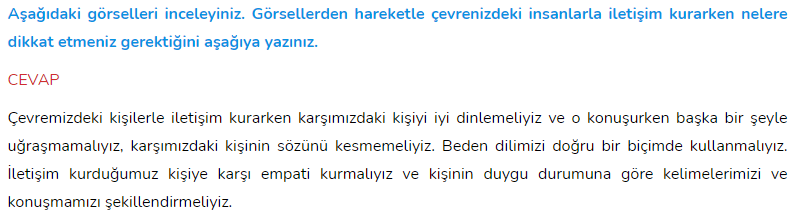 Aşağıdaki görselleri inceleyiniz. Görsellerden hareketle çevrenizdeki insanlarla iletişim kurarken nelere
dikkat etmeniz gerektiğini aşağıya yazınız.
CEVAP
Çevremizdeki kişilerle iletişim kurarken karşımızdaki kişiyi iyi dinlemeliyiz ve o konuşurken başka bir şeyle
uğraşmamalıyız, karşımızdaki kişinin sözünü kesmemeliyiz. Beden dilimizi doğru bir biçimde kullanmalıyız.
İletişim kurduğumuz kişiye karşı empati kurmalıyız ve kişinin duygu durumuna göre kelimelerimizi ve
konuşmamızı şekillendirmeliyiz.